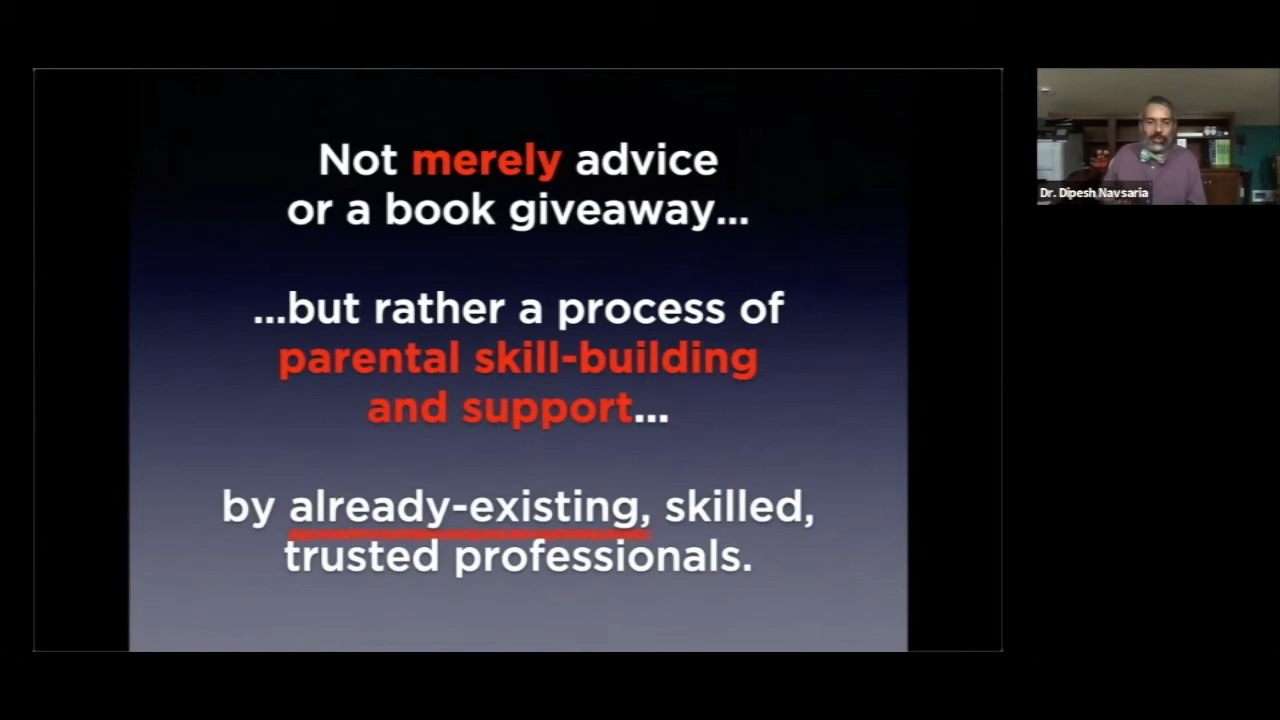 Not merely advice
or a book giveaway...
...but rather a process of
parental skill-building
and support...
by already-existing, skilled,
trusted professionals.
Dr. Dipesh Navsaria